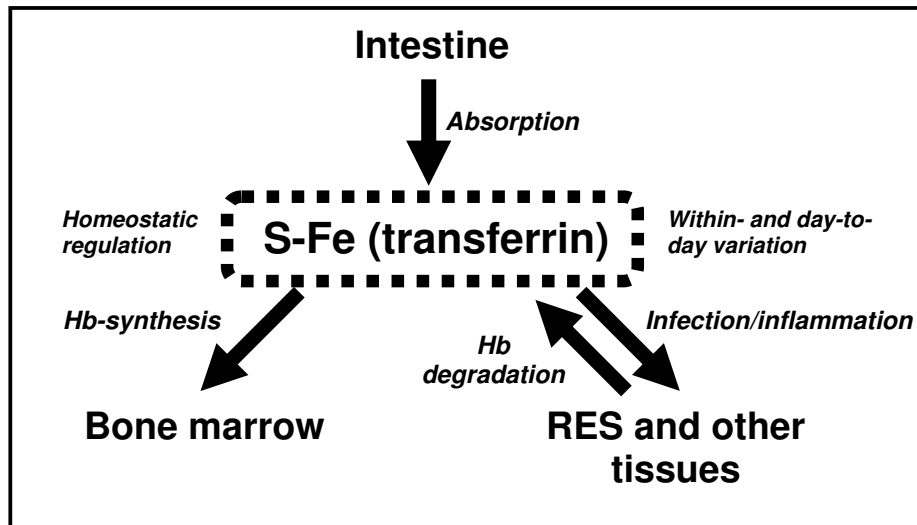 Intestine
Absorption
Homeostatic
regulation
S-Fe (transferrin)
Within- and day-to-
day variation
Hb-synthesis
Hb
degradation
Infection/inflammation
Bone marrow
RES and other
tissues